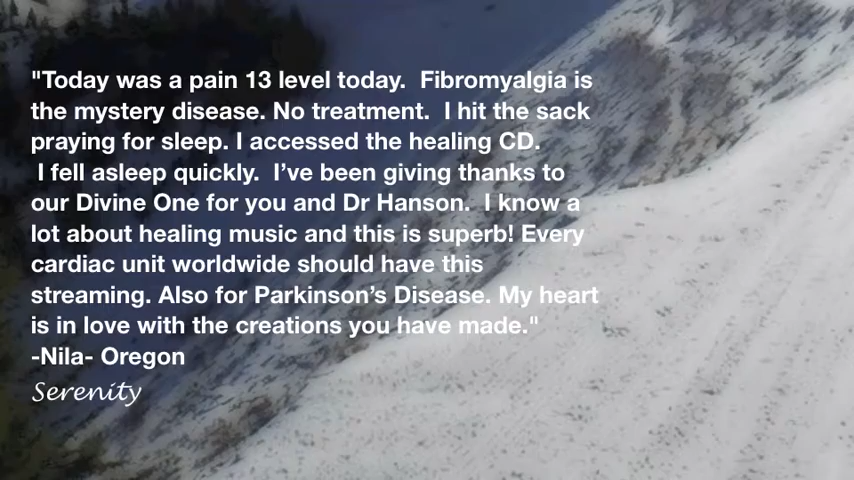 "Today was a pain 13 level today.  Fibromyalgia is
the mystery disease. No treatment.  I hit the sack
praying for sleep. I accessed the healing CD.
 I fell asleep quickly.  I’ve been giving thanks to
our Divine One for you and Dr Hanson.  I know a
lot about healing music and this is superb! Every
cardiac unit worldwide should have this
streaming. Also for Parkinson’s Disease. My heart
is in love with the creations you have made."
-Nila- Oregon
Serenity